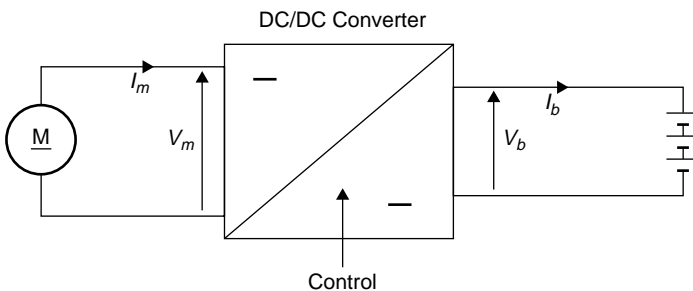 DC/DC Converter
I_m
I_b
M
V_m
V_b
Control